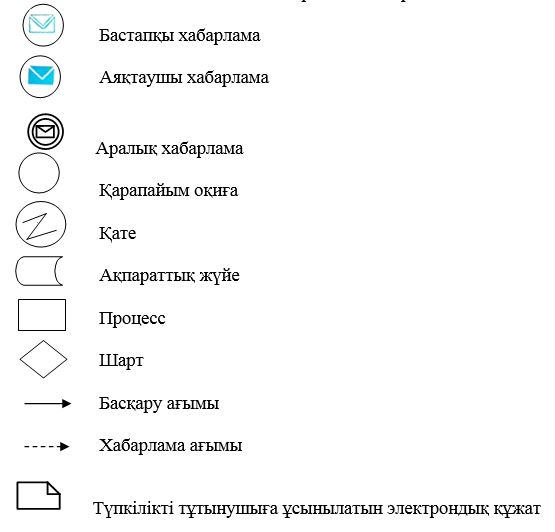 Бастапқы хабарлама
Аяқтаушы хабарлама
Аралық хабарлама
Қарапайым оқиға
Қате
Ақпараттық жүйе
Процесс
Шарт
Басқару ағымы
Хабарлама ағымы
Түпкілікті тұтынушыға ұсынылатын электрондық құжат